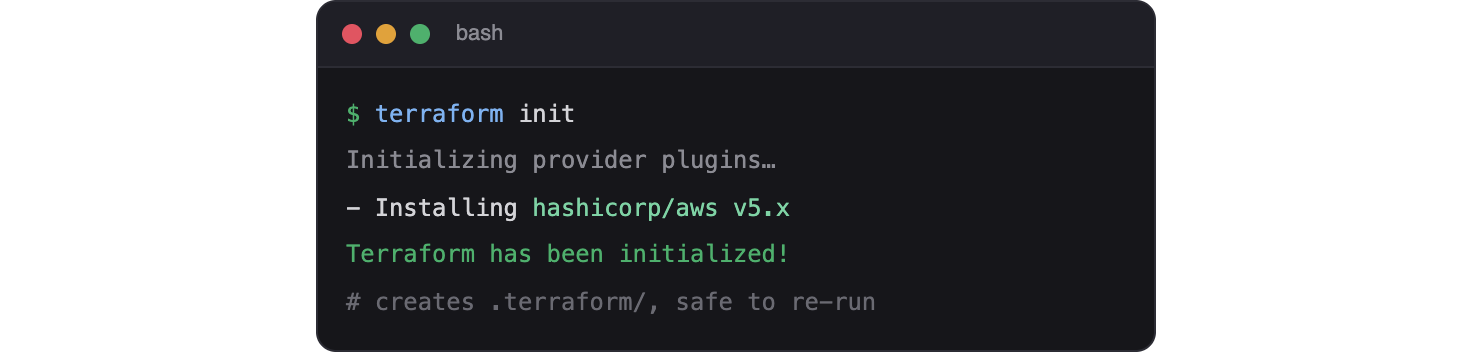 bash
$ terraform init
Initializing provider plugins…
– Installing hashicorp/aws v5.x
Terraform has been initialized!
# creates .terraform/, safe to re-run